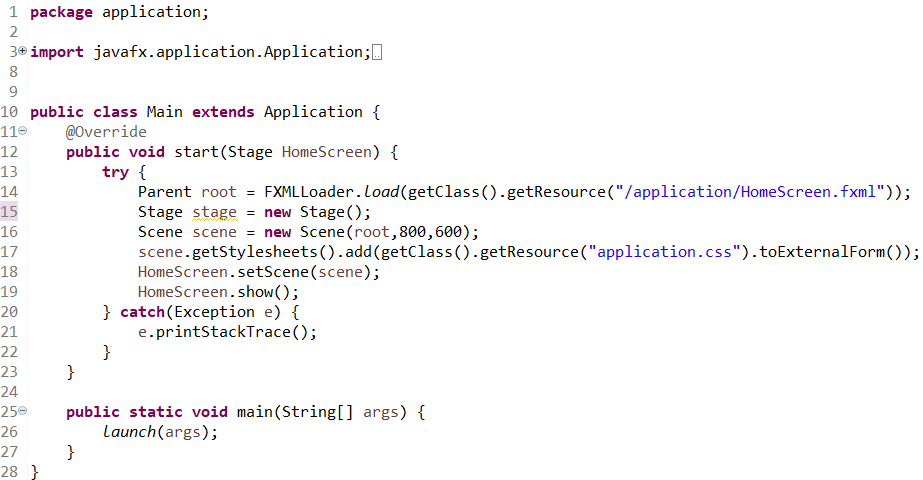 1 package application;
2
3 import javafx.application.Application;
8
9
10 public class Main extends Application {
11     @Override
12     public void start(Stage HomeScreen) {
13         try {
14             Parent root = FXMLLoader.load(getClass().getResource("/application/HomeScreen.fxml"));
15             Stage stage = new Stage();
16             Scene scene = new Scene(root,800,600);
17             scene.getStylesheets().add(getClass().getResource("application.css").toExternalForm());
18             HomeScreen.setScene(scene);
19             HomeScreen.show();
20         } catch(Exception e) {
21             e.printStackTrace();
22         }
23     }
24
25     public static void main(String[] args) {
26         launch(args);
27     }
28 }